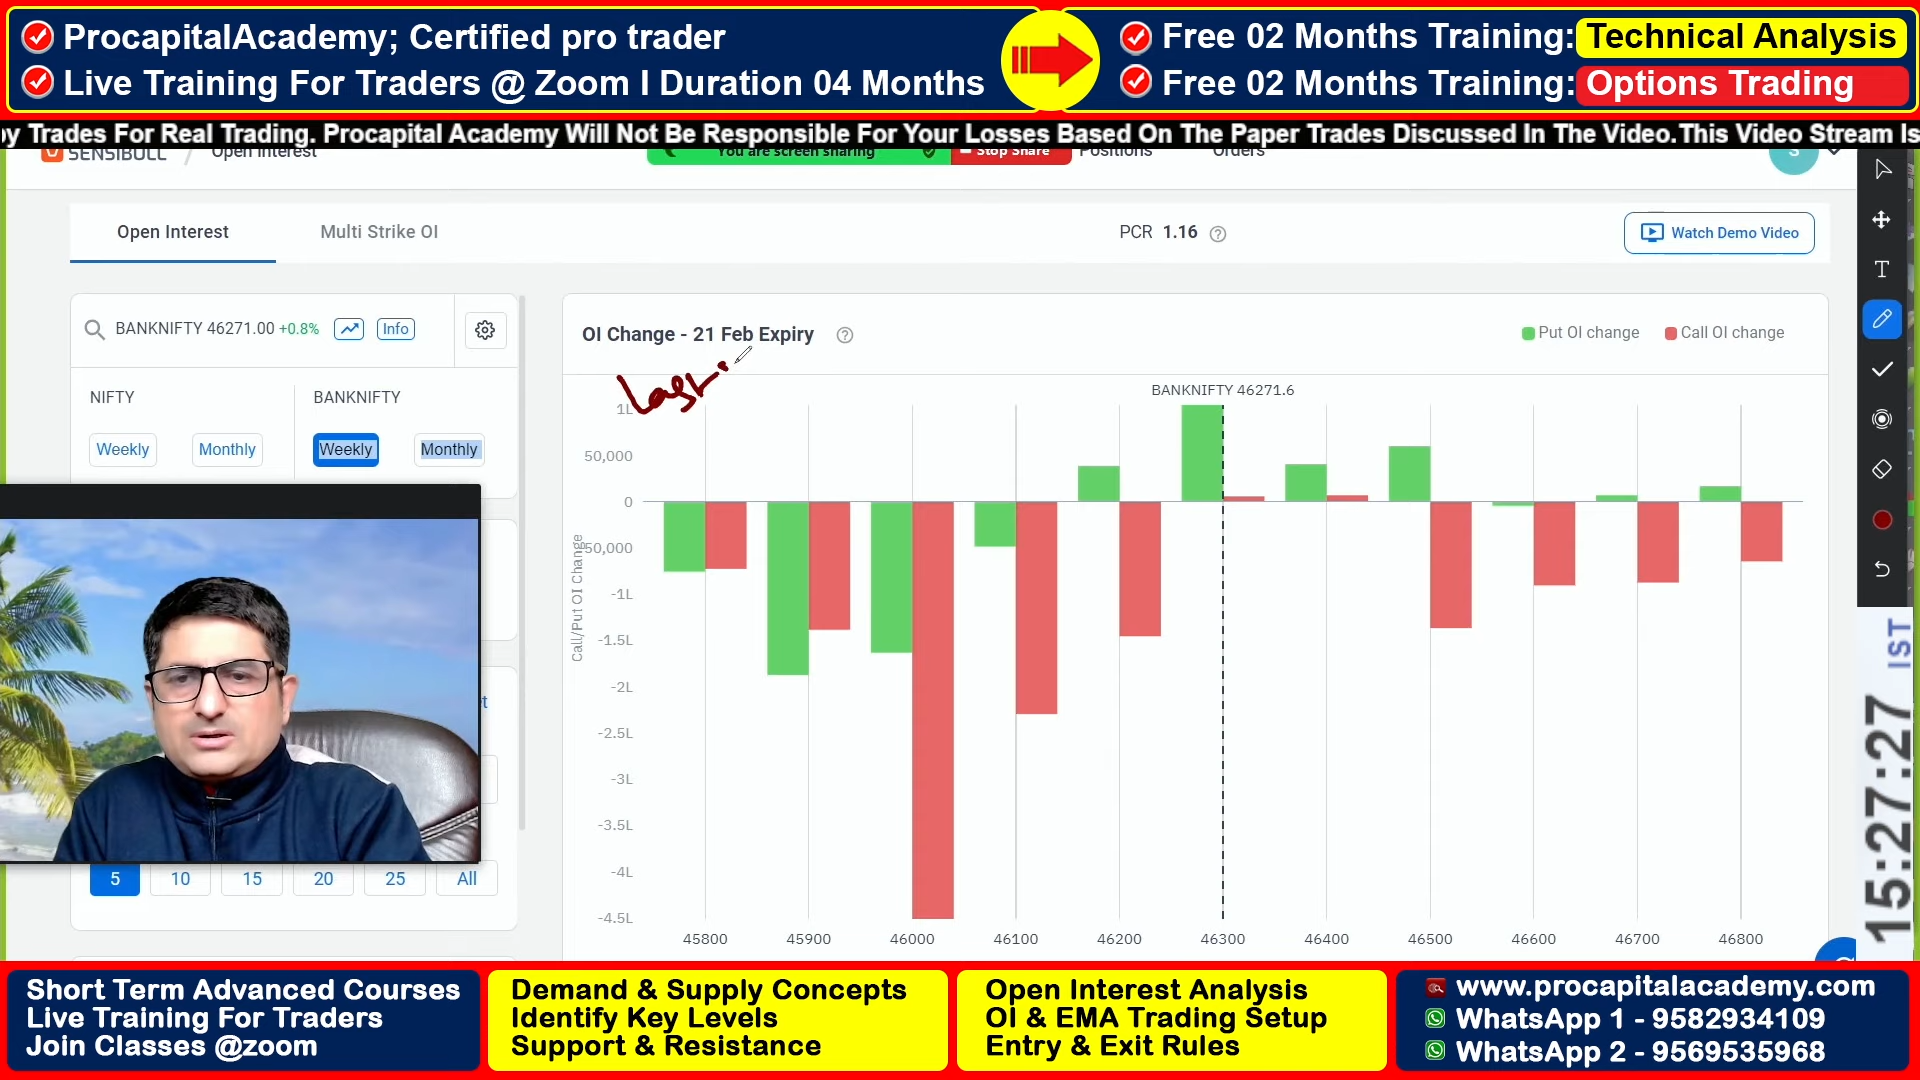 ProcapitalAcademy; Certified pro trader
Live Training For Traders @ Zoom I Duration 04 Months
Free 02 Months Training: Technical Analysis
Free 02 Months Training: Options Trading
Trades For Real Trading. Procapital Academy Will Not Be Responsible For Your Losses Based On The Paper Trades Discussed In The Video.This Video Stream Is
SENSIBULL / Open Interest
You are screen sharing
Stop Share
Positions
Orders
S
Open Interest
Multi Strike OI
PCR 1.16
Watch Demo Video
BANKNIFTY 46271.00 +0.8%
Info
NIFTY
BANKNIFTY
Weekly
Monthly
Weekly
Monthly
5
10
15
20
25
All
OI Change - 21 Feb Expiry
Put OI change
Call OI change
Last
BANKNIFTY 46271.6
Call/Put OI Change
1L
50,000
0
50,000
-1L
-1.5L
-2L
-2.5L
-3L
-3.5L
-4L
-4.5L
45800
45900
46000
46100
46200
46300
46400
46500
46600
46700
46800
T
15:27:27 IST
Short Term Advanced Courses
Live Training For Traders
Join Classes @zoom
Demand & Supply Concepts
Identify Key Levels
Support & Resistance
Open Interest Analysis
OI & EMA Trading Setup
Entry & Exit Rules
www.procapitalacademy.com
WhatsApp 1 - 9582934109
WhatsApp 2 - 9569535968